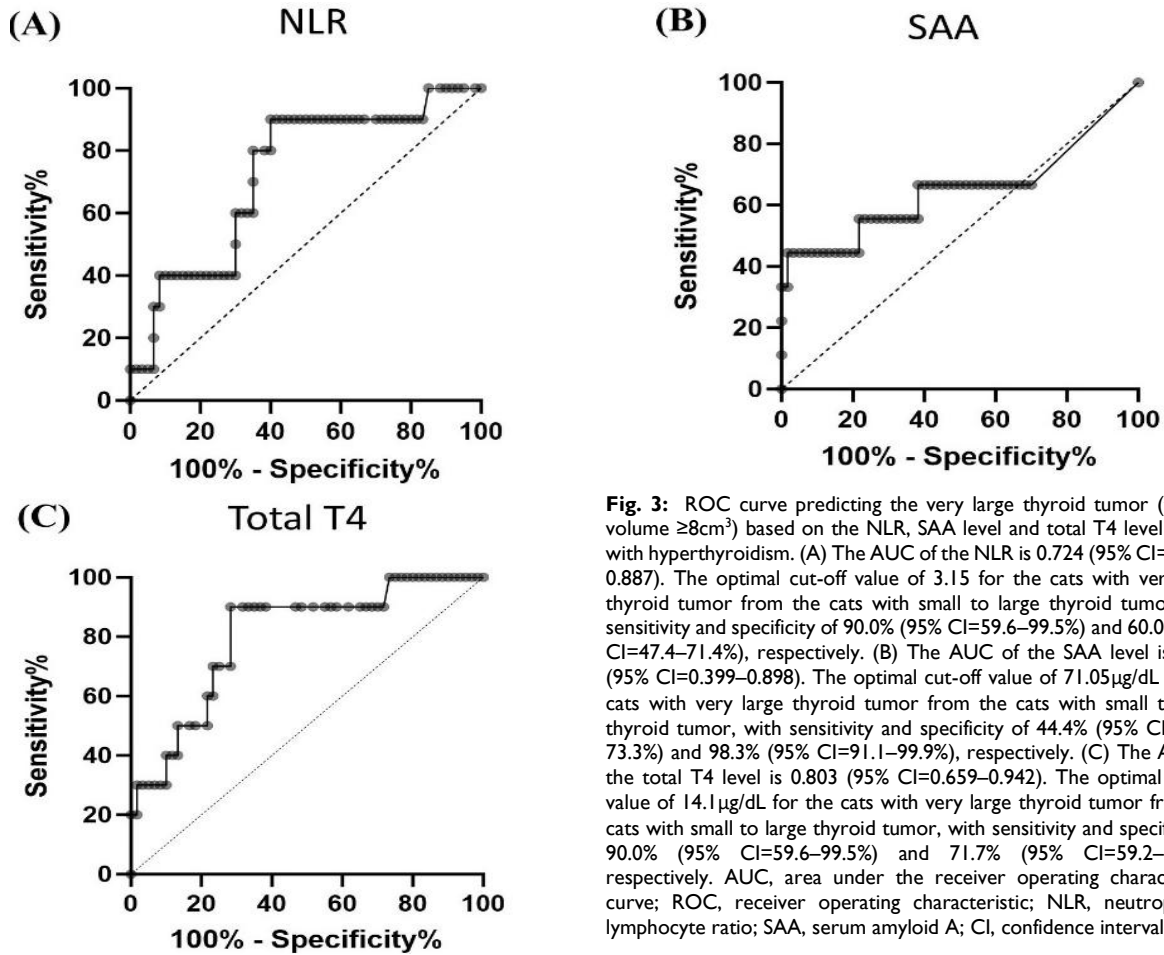 (A)
NLR
100
80
60
40
20
0
Sensitivity%
0 20 40 60 80 100
100% - Specificity%
(B)
SAA
100
80
60
40
20
0
Sensitivity%
0 20 40 60 80 100
100% - Specificity%
(C)
Total T4
100
80
60
40
20
0
Sensitivity%
0 20 40 60 80 100
100% - Specificity%
Fig. 3: ROC curve predicting the very large thyroid tumor (
volume ≥8cm³) based on the NLR, SAA level and total T4 level
with hyperthyroidism. (A) The AUC of the NLR is 0.724 (95% CI=
0.887). The optimal cut-off value of 3.15 for the cats with ver
thyroid tumor from the cats with small to large thyroid tumo
sensitivity and specificity of 90.0% (95% CI=59.6–99.5%) and 60.0
CI=47.4–71.4%), respectively. (B) The AUC of the SAA level is
(95% CI=0.399–0.898). The optimal cut-off value of 71.05µg/dL
cats with very large thyroid tumor from the cats with small t
thyroid tumor, with sensitivity and specificity of 44.4% (95% CI
73.3%) and 98.3% (95% CI=91.1–99.9%), respectively. (C) The A
the total T4 level is 0.803 (95% CI=0.659–0.942). The optimal
value of 14.1µg/dL for the cats with very large thyroid tumor fr
cats with small to large thyroid tumor, with sensitivity and specif
90.0% (95% CI=59.6–99.5%) and 71.7% (95% CI=59.2–
respectively. AUC, area under the receiver operating charac
curve; ROC, receiver operating characteristic; NLR, neutrop
lymphocyte ratio; SAA, serum amyloid A; CI, confidence interval